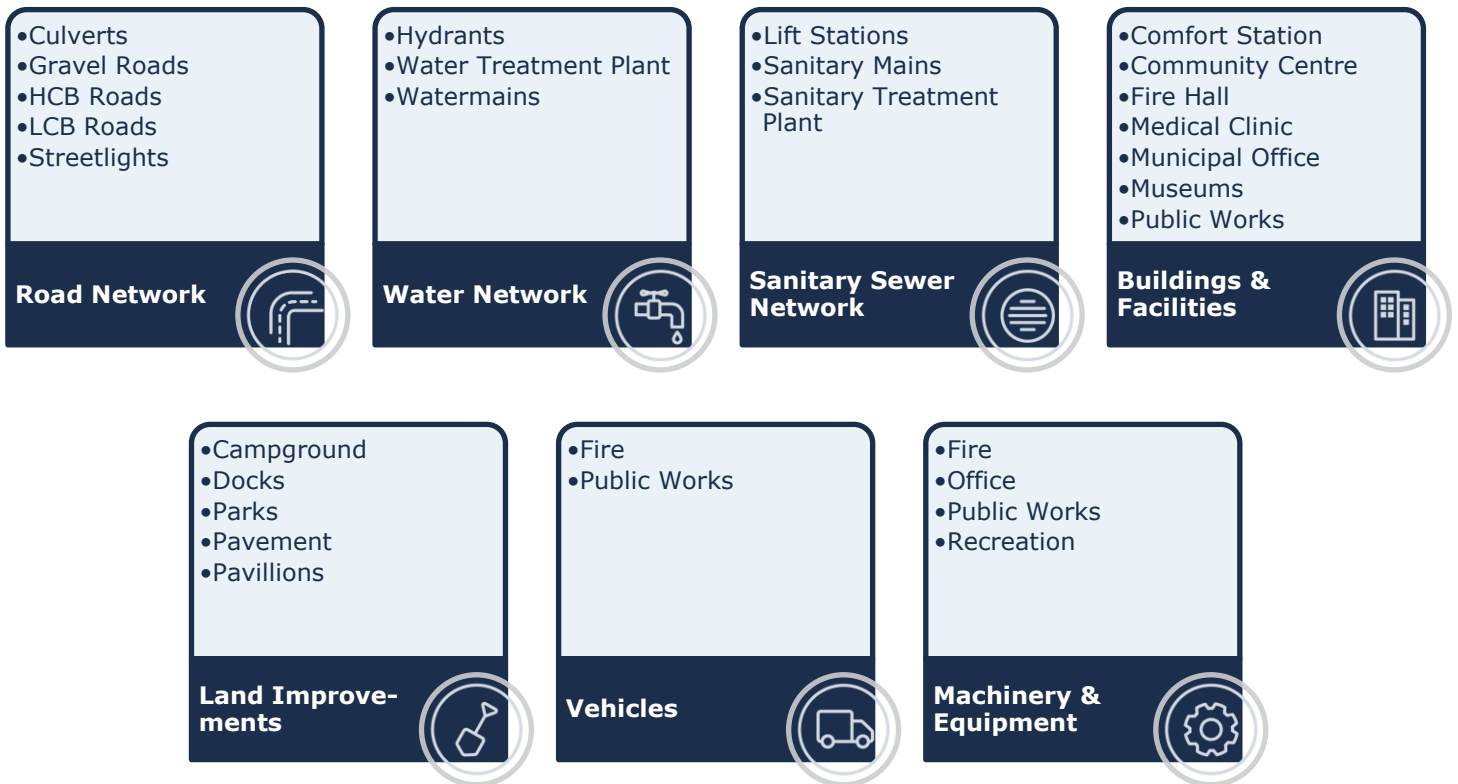 •Culverts
•Gravel Roads
•HCB Roads
•LCB Roads
•Streetlights
Road Network
•Hydrants
•Water Treatment Plant
•Watermains
Water Network
•Lift Stations
•Sanitary Mains
•Sanitary Treatment
Plant
Sanitary Sewer
Network
•Comfort Station
•Community Centre
•Fire Hall
•Medical Clinic
•Municipal Office
•Museums
•Public Works
Buildings &
Facilities
•Campground
•Docks
•Parks
•Pavement
•Pavillions
Land Improve-
ments
•Fire
•Public Works
Vehicles
•Fire
•Office
•Public Works
•Recreation
Machinery &
Equipment